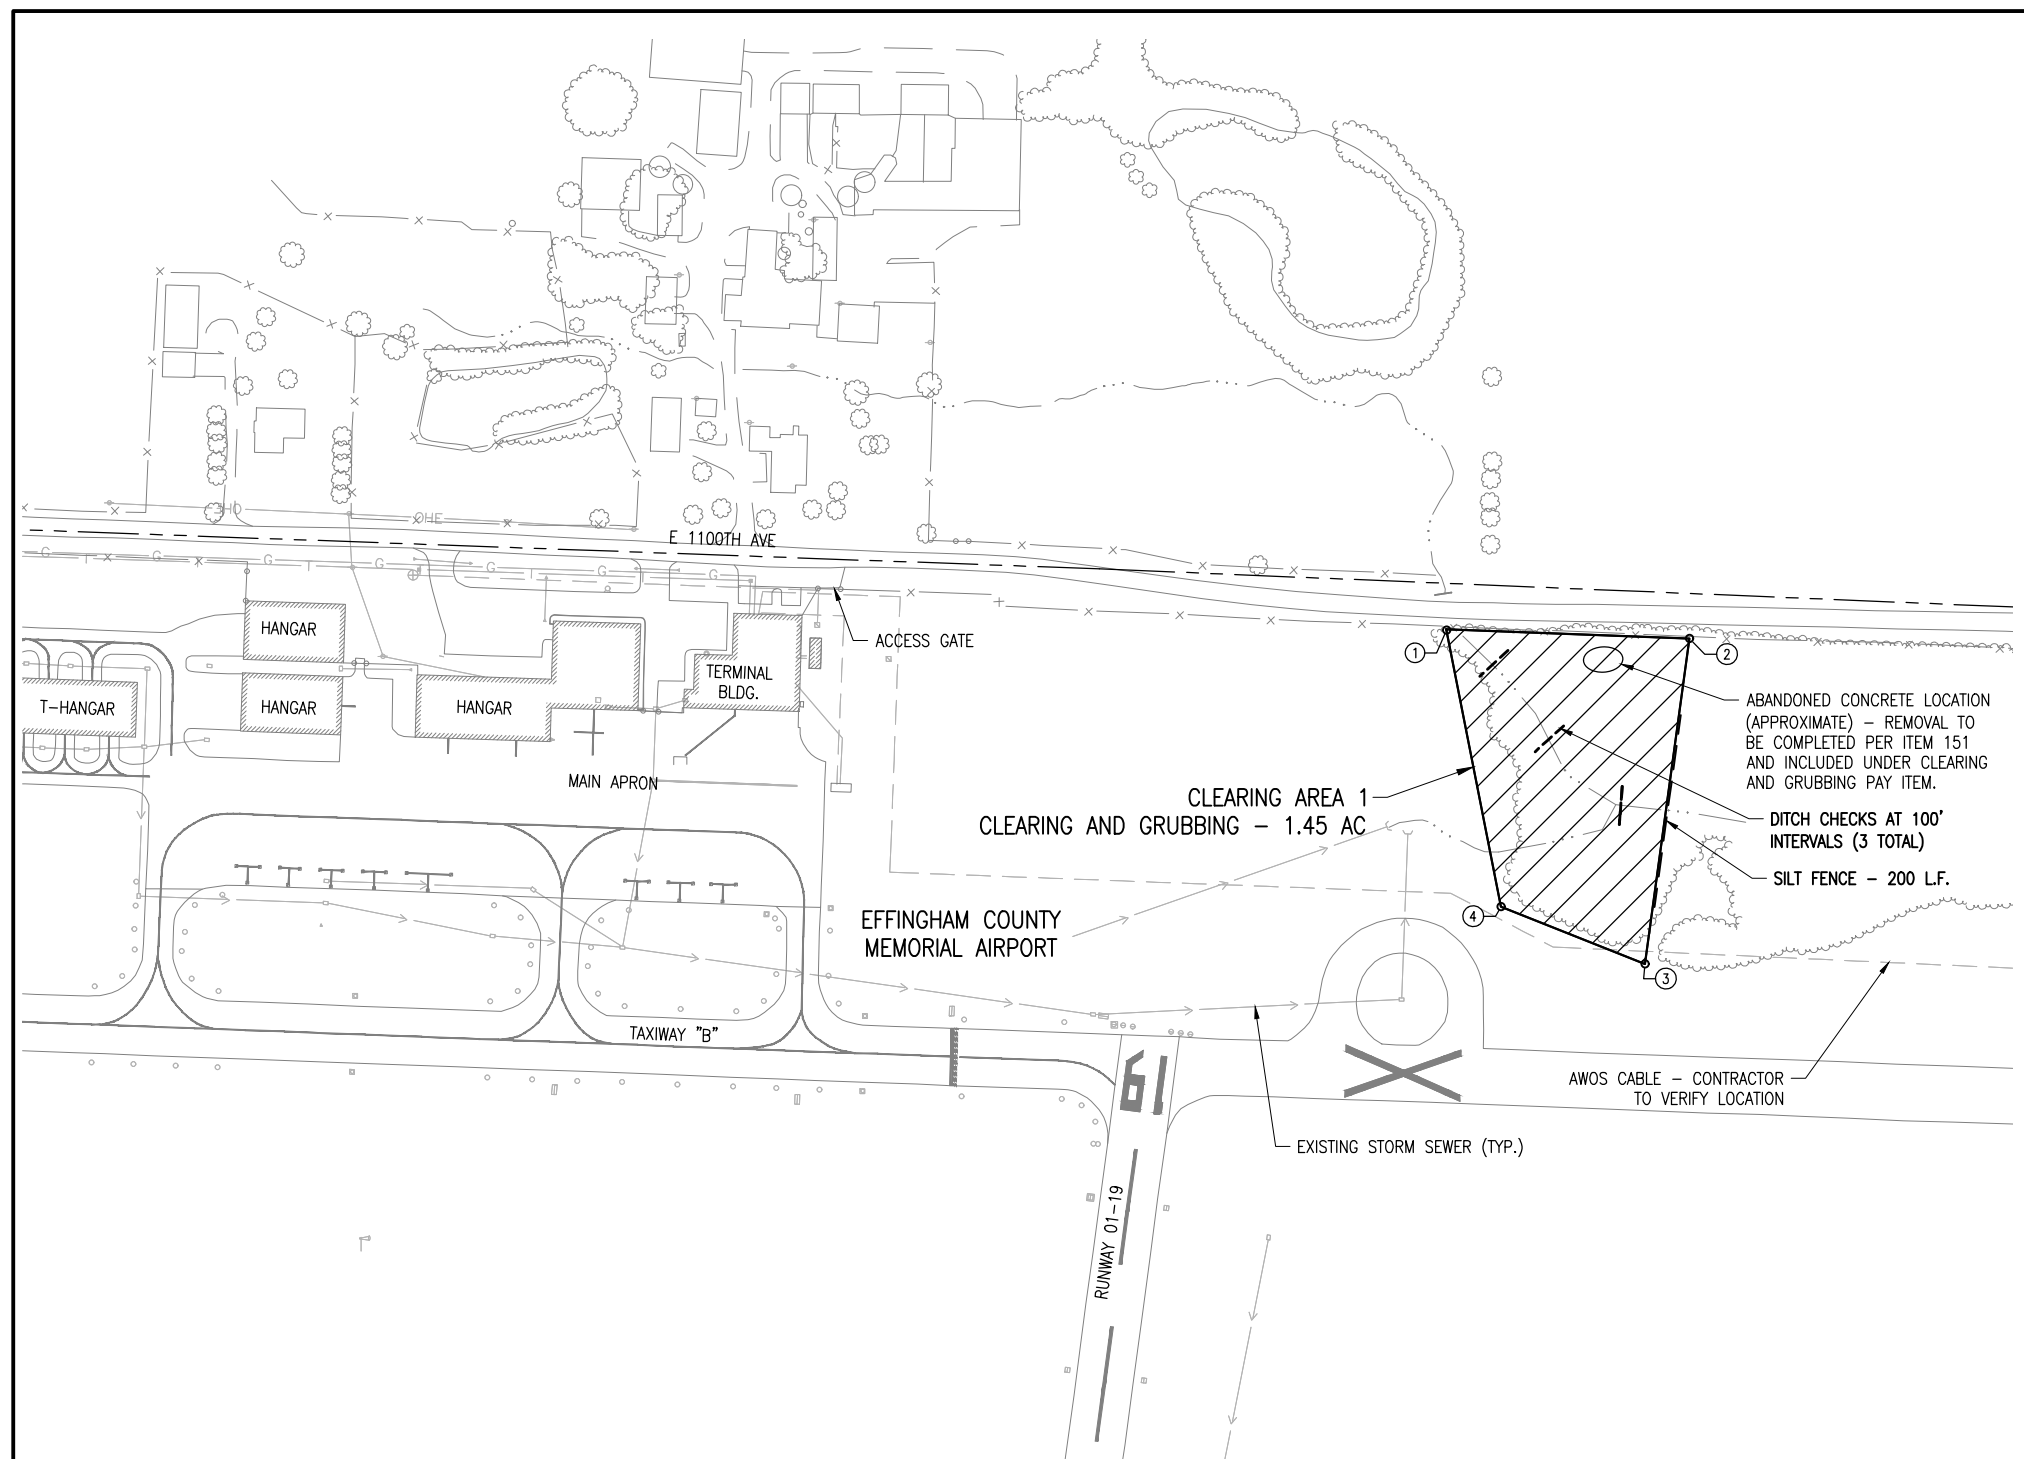 OHE
OHE
E 1100TH AVE
G
T
G
G
T
G
G
T
G
G
HANGAR
ACCESS GATE
1
2
TERMINAL
BLDG.
T-HANGAR
HANGAR
HANGAR
ABANDONED CONCRETE LOCATION
(APPROXIMATE) - REMOVAL TO
BE COMPLETED PER ITEM 151
AND INCLUDED UNDER CLEARING
AND GRUBBING PAY ITEM.
MAIN APRON
CLEARING AREA 1
CLEARING AND GRUBBING - 1.45 AC
DITCH CHECKS AT 100'
INTERVALS (3 TOTAL)
SILT FENCE - 200 L.F.
EFFINGHAM COUNTY
MEMORIAL AIRPORT
4
3
TAXIWAY "B"
19
AWOS CABLE - CONTRACTOR
TO VERIFY LOCATION
EXISTING STORM SEWER (TYP.)
RUNWAY 01-19